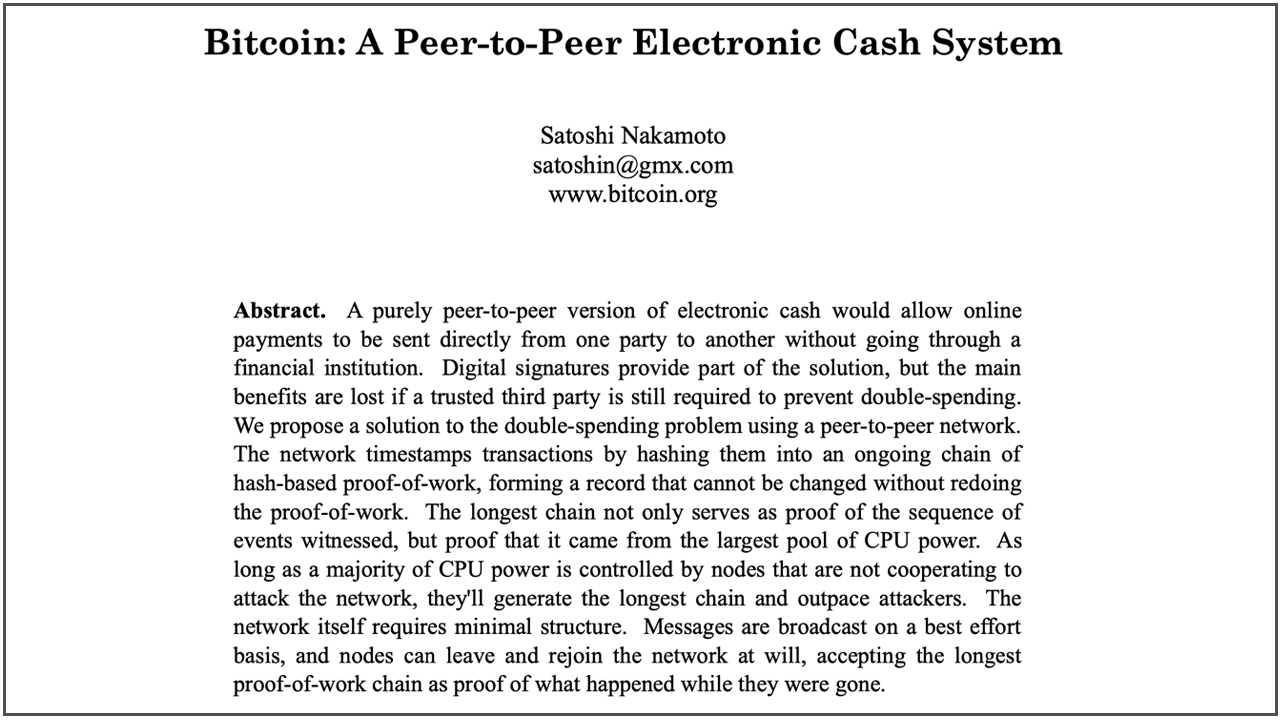 Bitcoin: A Peer-to-Peer Electronic Cash System
Satoshi Nakamoto
satoshin@gmx.com
www.bitcoin.org
Abstract. A purely peer-to-peer version of electronic cash would allow online
payments to be sent directly from one party to another without going through a
financial institution. Digital signatures provide part of the solution, but the main
benefits are lost if a trusted third party is still required to prevent double-spending.
We propose a solution to the double-spending problem using a peer-to-peer network.
The network timestamps transactions by hashing them into an ongoing chain of
hash-based proof-of-work, forming a record that cannot be changed without redoing
the proof-of-work. The longest chain not only serves as proof of the sequence of
events witnessed, but proof that it came from the largest pool of CPU power. As
long as a majority of CPU power is controlled by nodes that are not cooperating to
attack the network, they'll generate the longest chain and outpace attackers. The
network itself requires minimal structure. Messages are broadcast on a best effort
basis, and nodes can leave and rejoin the network at will, accepting the longest
proof-of-work chain as proof of what happened while they were gone.